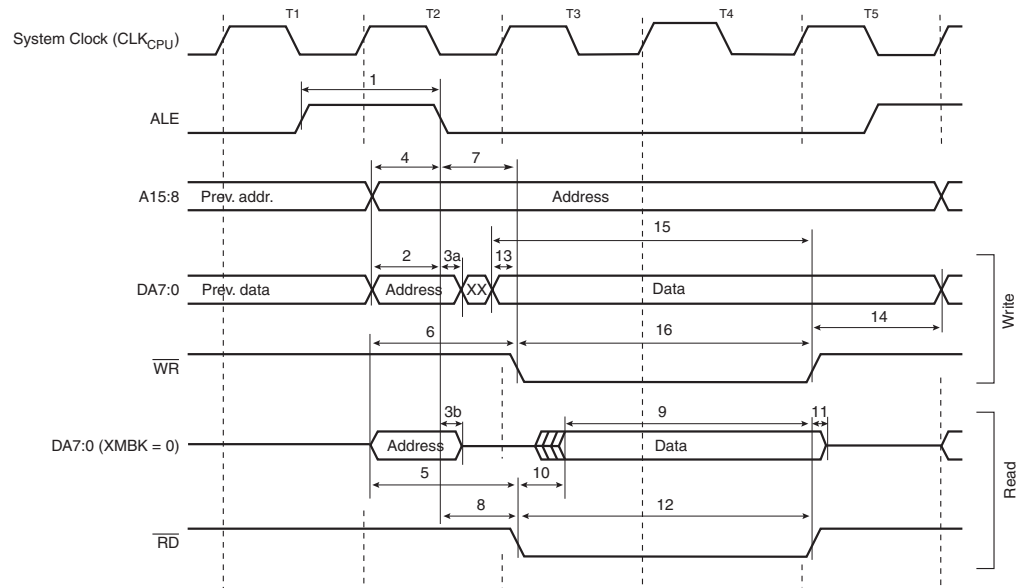 T1 T2 T3 T4 T5
System Clock (CLKCPU)
1
ALE
4 7
A15:8 Prev. addr. Address
15
2 3a 13
DA7:0 Prev. data Address XX Data
14
6 16
WR
Write
3b 9 11
DA7:0 (XMBK = 0) Address Data
5 10
8 12
RD
Read